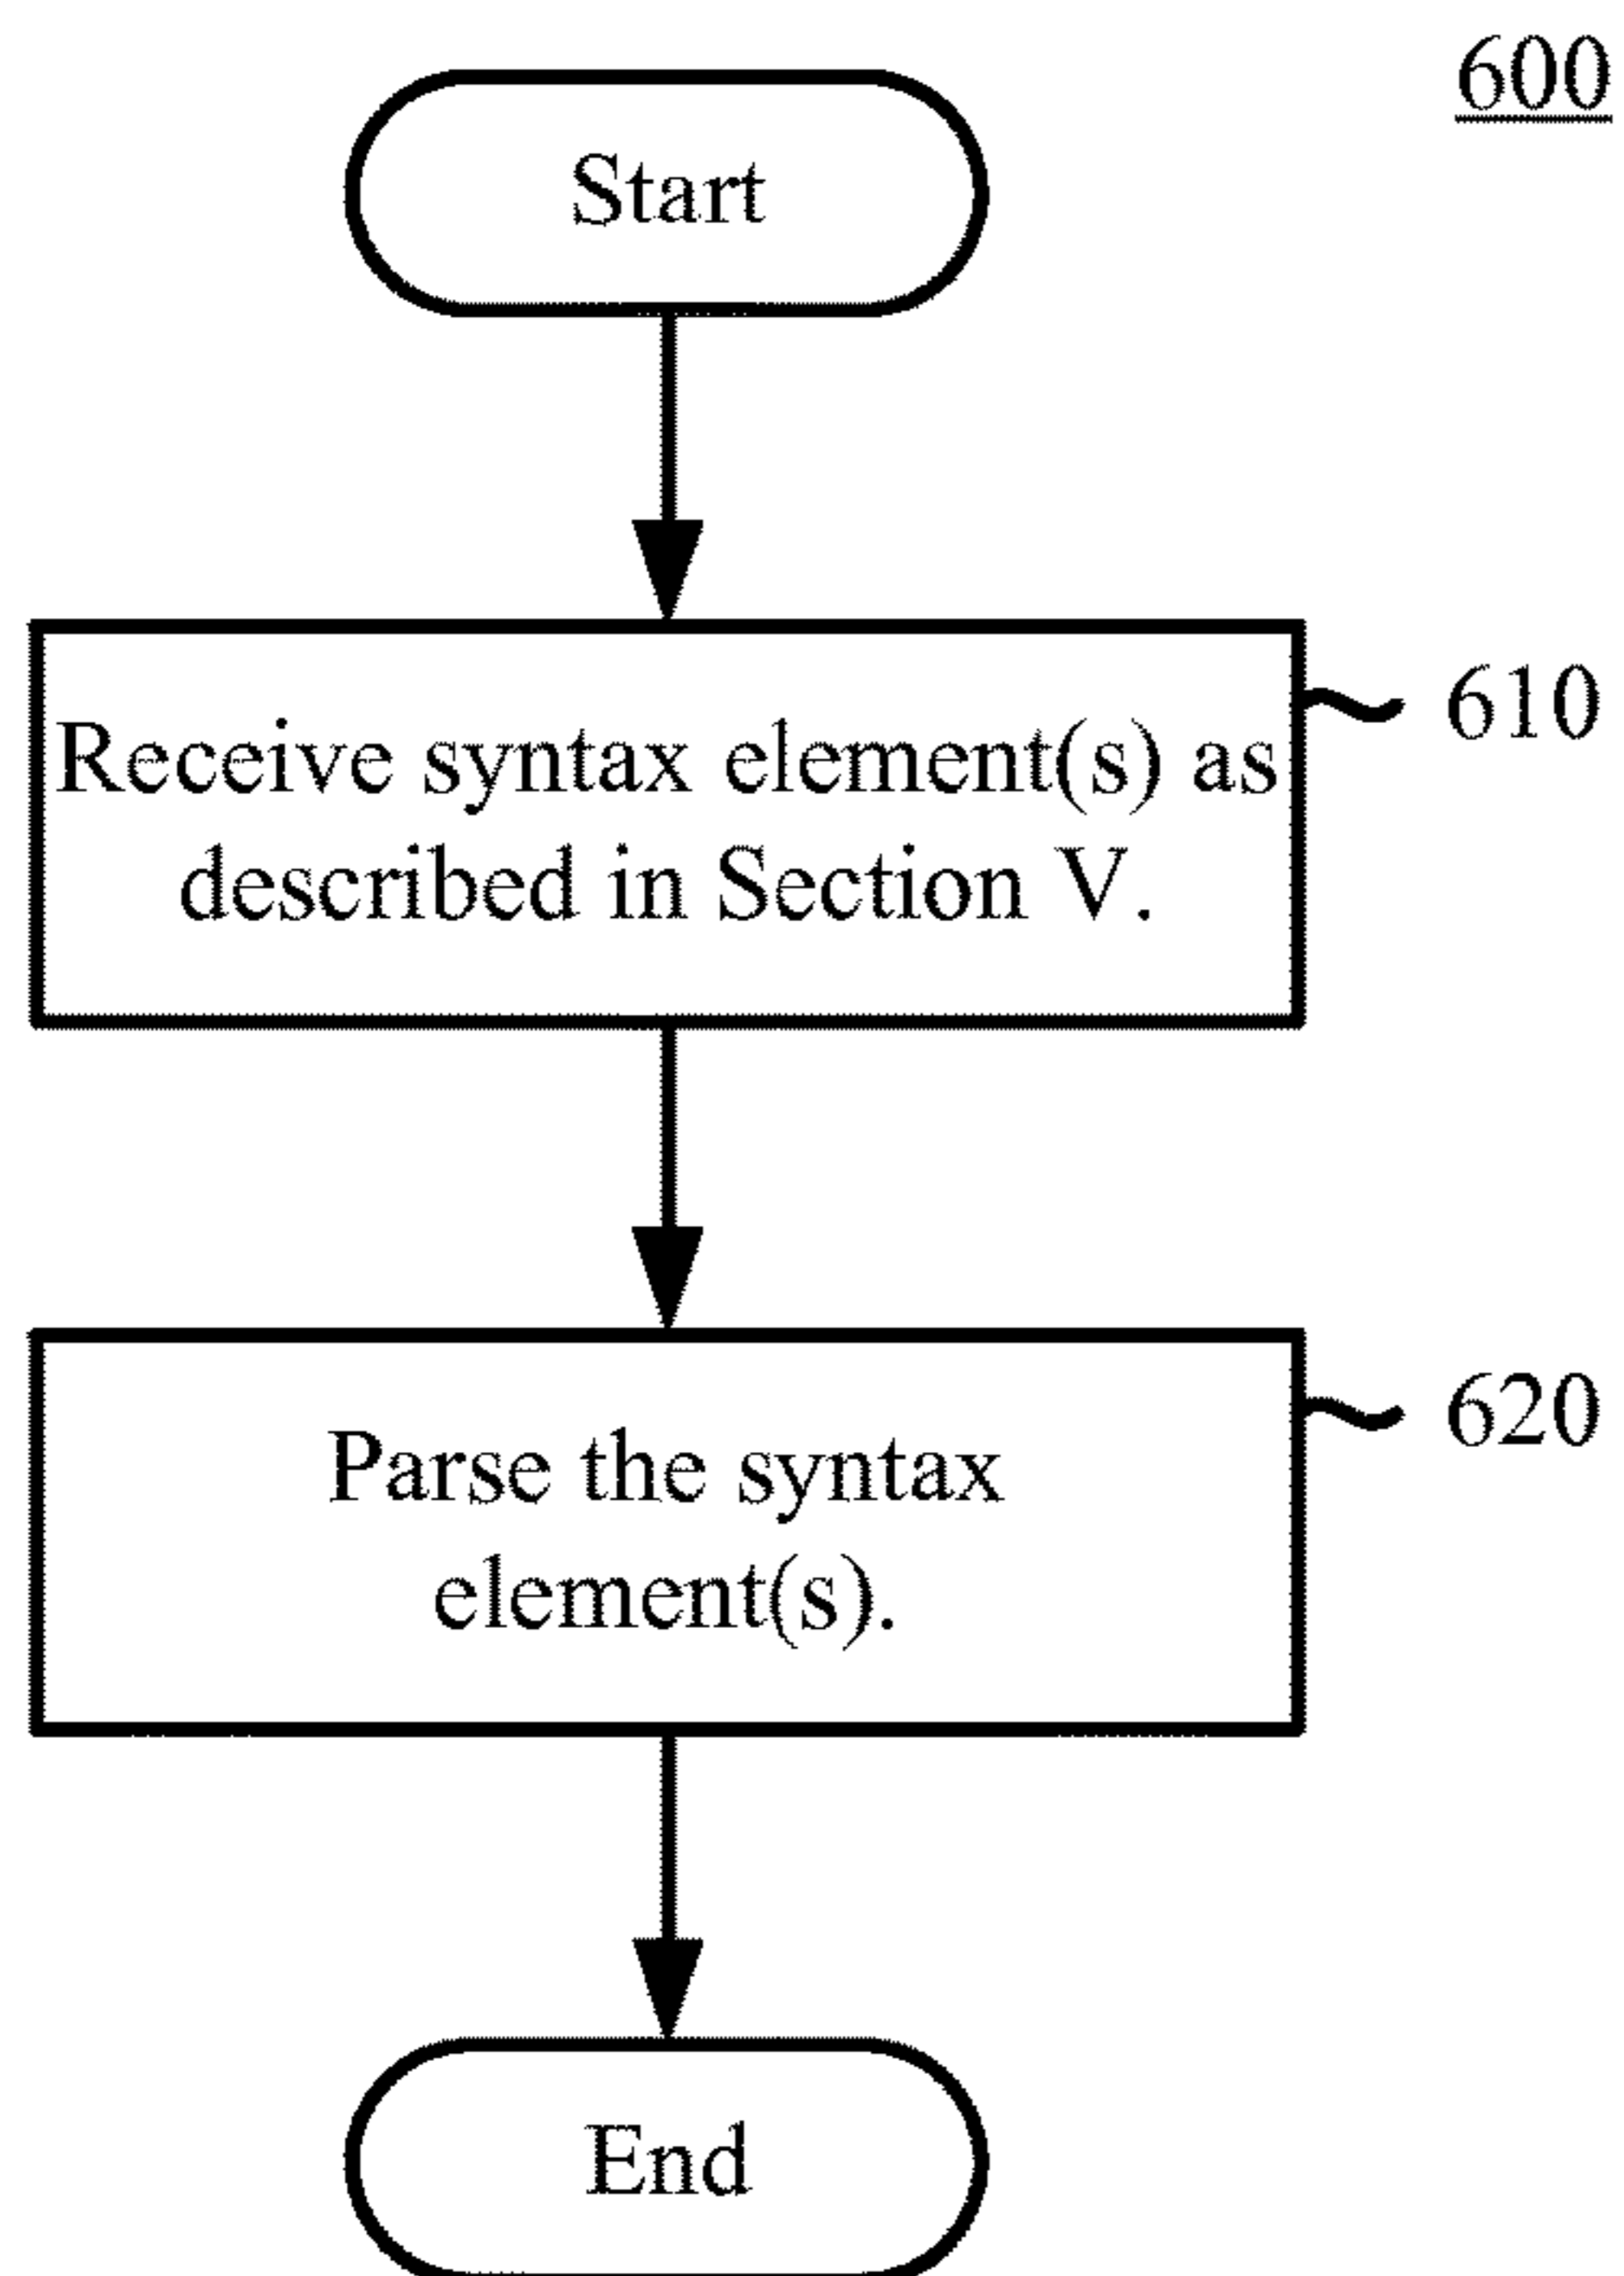 600
Start
Receive syntax element(s) as
described in Section V.
610
Parse the syntax
element(s).
620
End